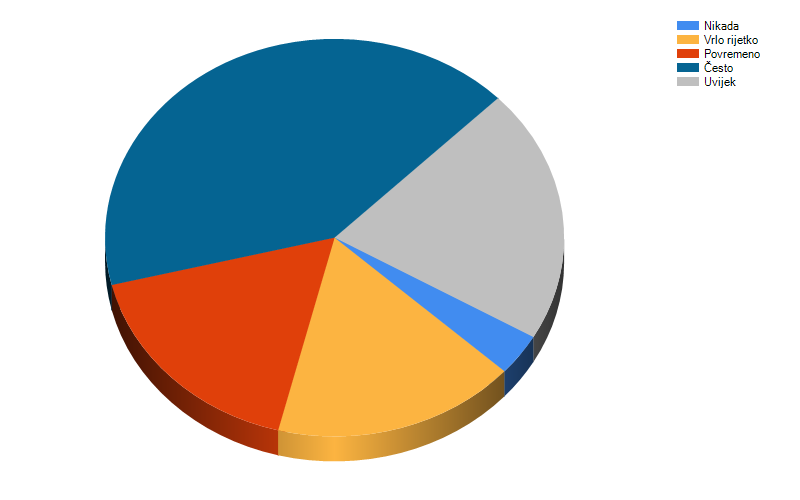 Nikada
Vrlo rijetko
Povremeno
Često
Uvijek